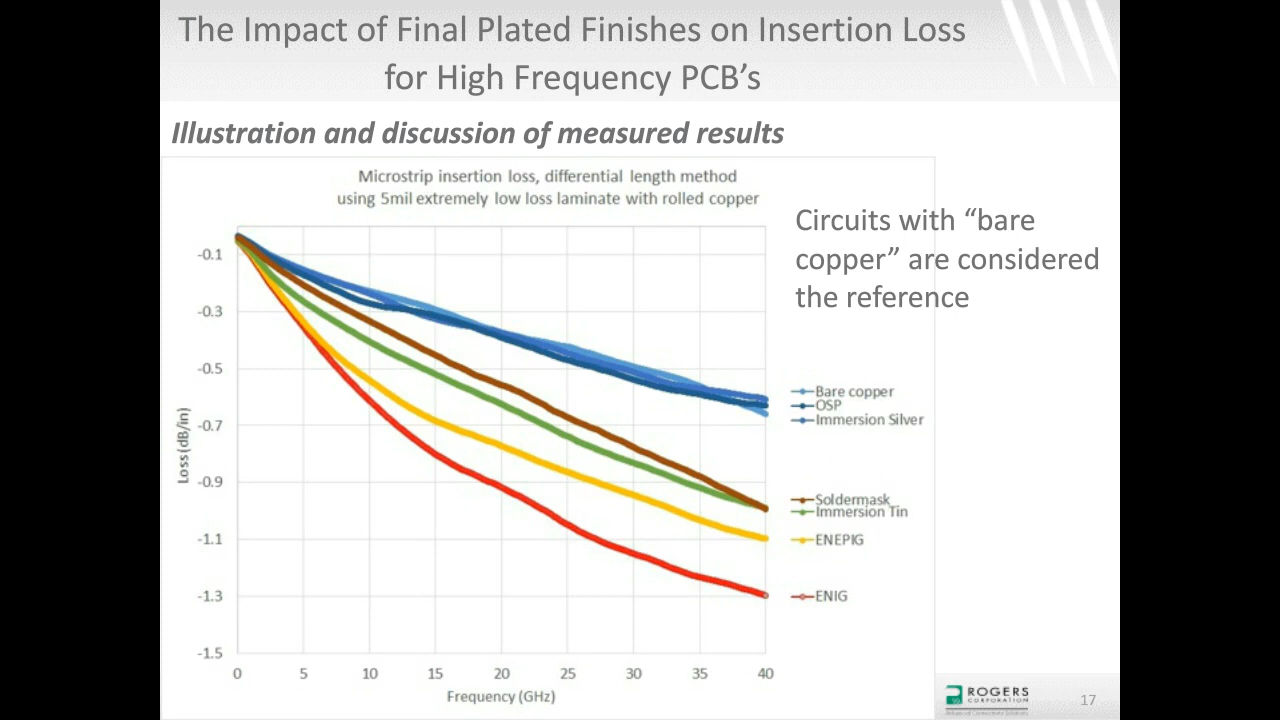 The Impact of Final Plated Finishes on Insertion Loss
for High Frequency PCB’s
Illustration and discussion of measured results
Microstrip insertion loss, differential length method
using 5mil extremely low loss laminate with rolled copper
Circuits with “bare
copper” are considered
the reference
-0.1
-0.3
-0.5
-0.7
-0.9
-1.1
-1.3
-1.5
Loss (dB/in)
Bare copper
OSP
Immersion Silver
Soldermask
Immersion Tin
ENEPIG
ENIG
0 5 10 15 20 25 30 35 40
Frequency (GHz)
ROGERS
CORPORATION
17